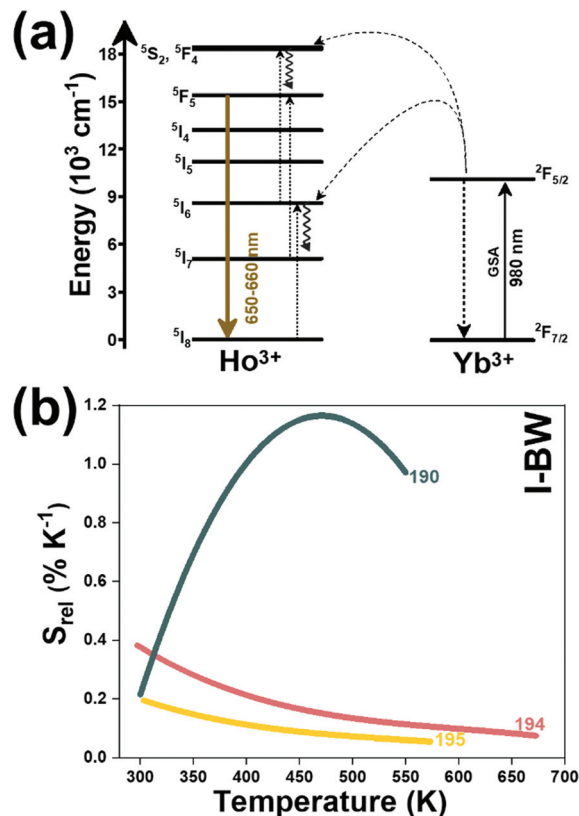 (a)
Energy (10³ cm⁻¹)
18
15
12
9
6
3
0
⁵S₂, ⁵F₄
⁵F₅
⁵I₄
⁵I₅
⁵I₆
⁵I₇
⁵I₈
650-660 nm
Ho³⁺
²F₅/₂
GSA
980 nm
²F₇/₂
Yb³⁺
(b)
I-BW
S_rel (% K⁻¹)
1.2
1.0
0.8
0.6
0.4
0.2
0.0
190
194
195
300 350 400 450 500 550 600 650 700
Temperature (K)